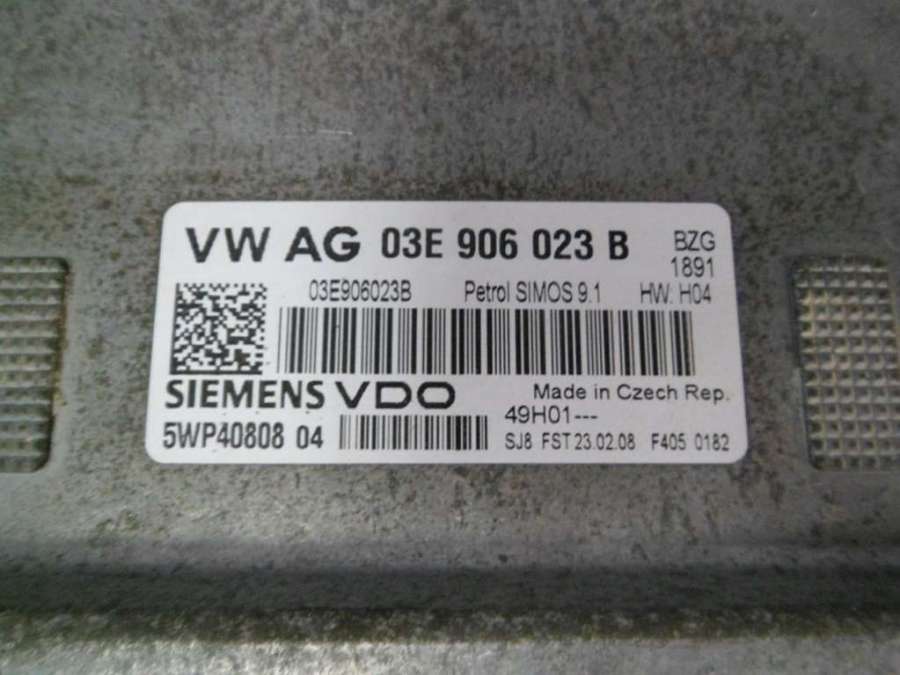 VW AG 03E 906 023 B BZG
1891
03E906023B Petrol SIMOS 9.1 HW: H04
SIEMENS VDO Made in Czech Rep.
49H01---
5WP40808 04 SJ8 FST 23.02.08 F405 0182